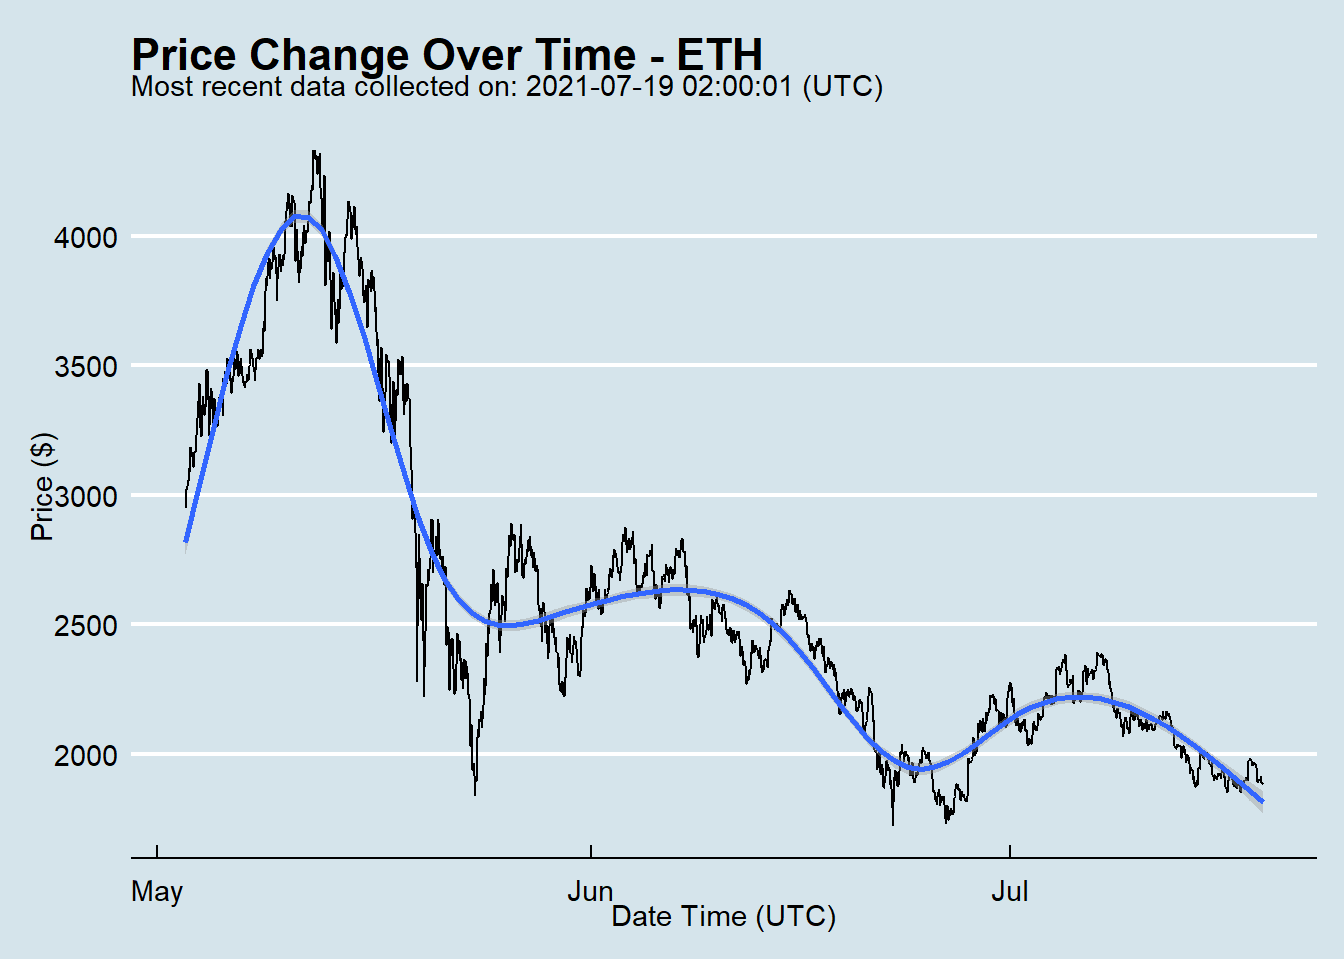 Price Change Over Time - ETH
Most recent data collected on: 2021-07-19 02:00:01 (UTC)
Price ($)
4000
3500
3000
2500
2000
May
Jun
Jul
Date Time (UTC)